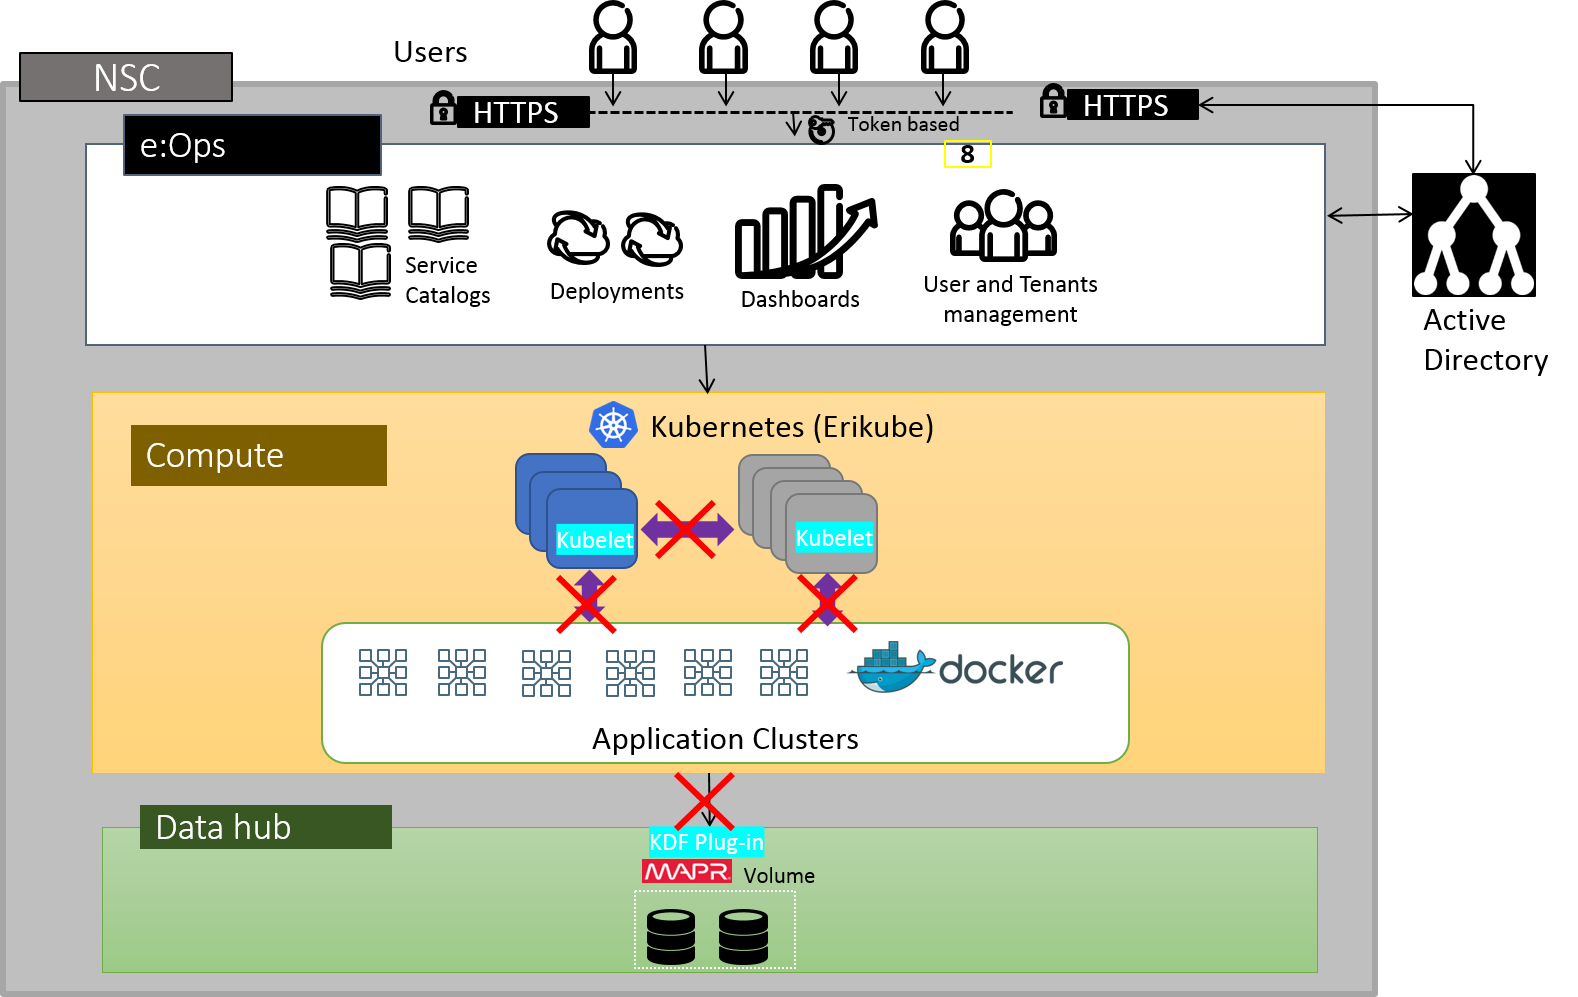 Users
NSC
HTTPS
HTTPS
Token based
e:Ops
8
Service
Catalogs
Deployments
Dashboards
User and Tenants
management
Active
Directory
Kubernetes (Erikube)
Compute
Kubelet
Kubelet
docker
Application Clusters
Data hub
KDF Plug-in
MAPR
Volume